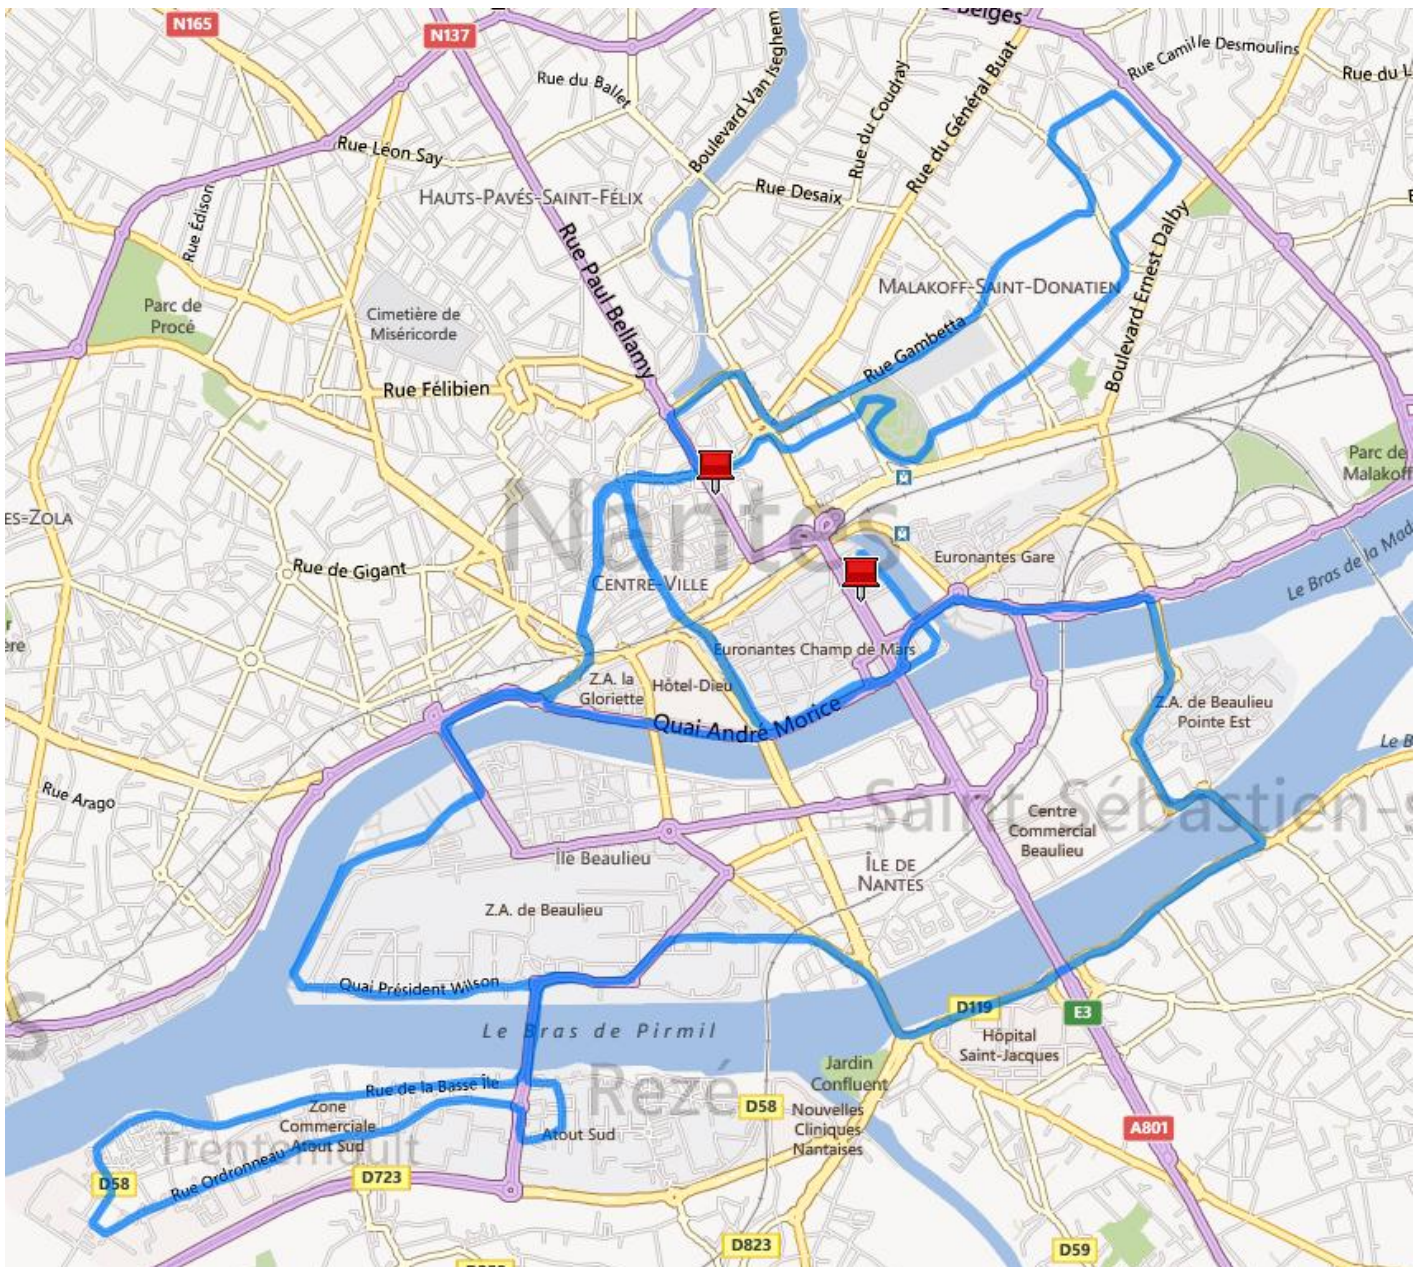 N165
N137
Belges
Rue Camille Desmoulins
Rue du Ballet
Boulevard Van Iseghem
Rue du Coudray
Rue du Général Buat
Rue du L
Rue Léon Say
Rue Édison
HAUTS-PAVÉS-SAINT-FÉLIX
Rue Desaix
Boulevard Ernest Dalby
Rue Paul Bellamy
MALAKOFF-SAINT-DONATIEN
Parc de
Procé
Cimetière de
Miséricorde
Rue Gambetta
Rue Félibien
Parc de
Malakoff
Nantes
ES=ZOLA
Euronantes Gare
Le Bras de la Mad
Rue de Gigant
CENTRE-VILLE
ère
Euronantes Champ de Mars
Z.A. la
Gloriette
Hôtel-Dieu
Quai André Morice
Z.A. de Beaulieu
Pointe Est
Le B
Rue Arago
Saint-Sébastien-s
Centre
Commercial
Beaulieu
Île Beaulieu
ÎLE DE
NANTES
Z.A. de Beaulieu
Quai Président Wilson
Le Bras de Pirmil
D119
E3
Hôpital
Saint-Jacques
s
Jardin
Confluent
Rue de la Basse Île
Rezé
D58
Zone
Commerciale
Atout Sud
Atout Sud
Nouvelles
Cliniques
Nantaises
A801
Trentemoult
Rue Ordronneau
D58
D723
D823
D59